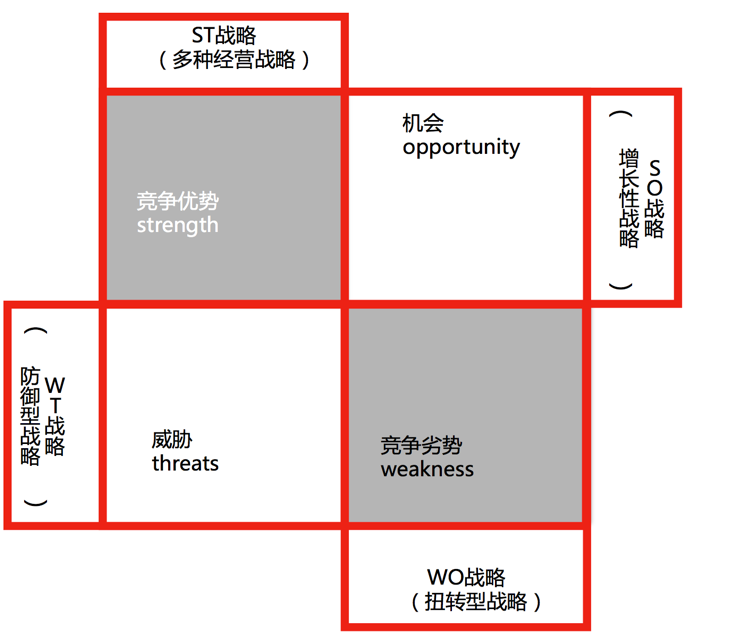 ST战略
（多种经营战略）
机会
opportunity
竞争优势
strength
SO战略
（增长性战略）
WT战略
（防御型战略）
威胁
threats
竞争劣势
weakness
WO战略
（扭转型战略）